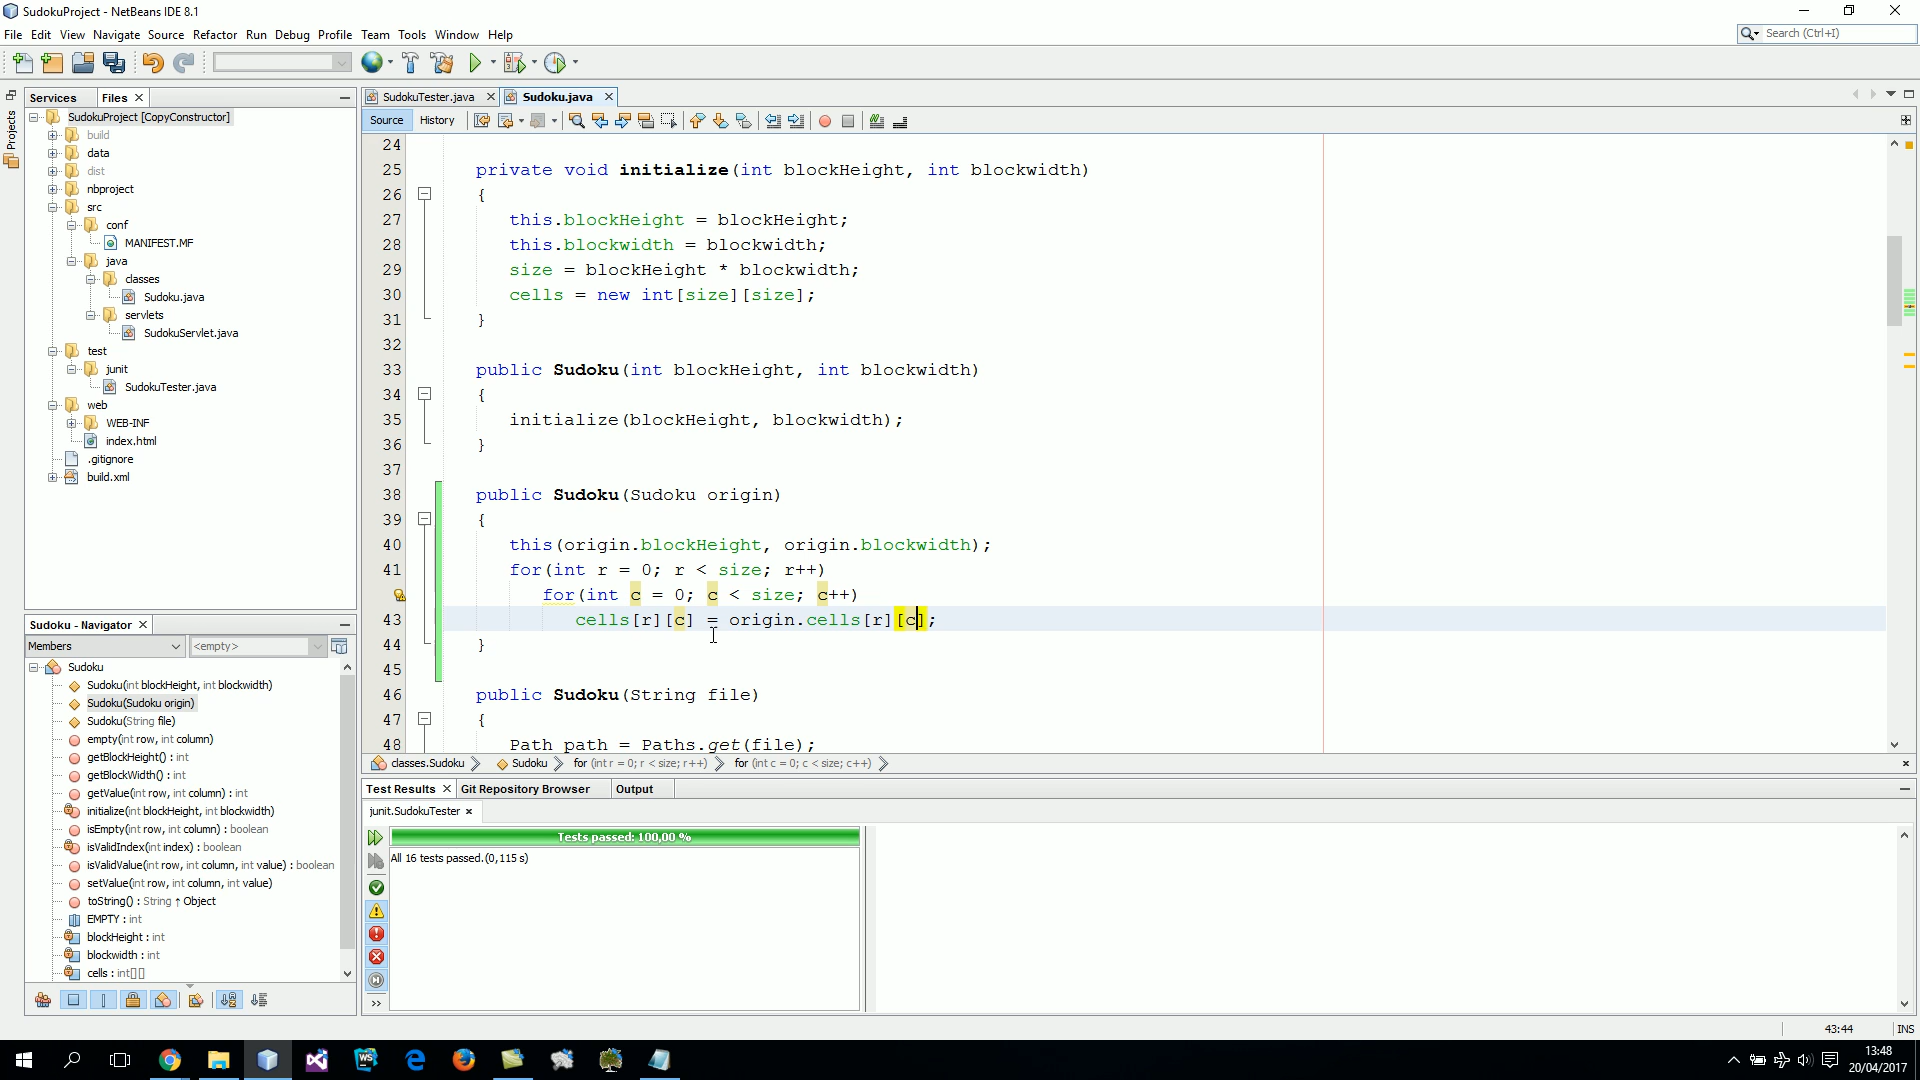 SudokuProject - NetBeans IDE 8.1
File Edit View Navigate Source Refactor Run Debug Profile Team Tools Window Help
Search (Ctrl+I)
Projects
Services Files
SudokuProject [CopyConstructor]
build
data
dist
nbproject
src
conf
MANIFEST.MF
java
classes
Sudoku.java
servlets
SudokuServlet.java
test
junit
SudokuTester.java
web
WEB-INF
index.html
.gitignore
build.xml
Sudoku - Navigator
Members <empty>
Sudoku
Sudoku(int blockHeight, int blockwidth)
Sudoku(Sudoku origin)
Sudoku(String file)
empty(int row, int column)
getBlockHeight() : int
getBlockWidth() : int
getValue(int row, int column) : int
initialize(int blockHeight, int blockwidth)
isEmpty(int row, int column) : boolean
isValidIndex(int index) : boolean
isValidValue(int row, int column, int value) : boolean
setValue(int row, int column, int value)
toString() : String ↑ Object
EMPTY : int
blockHeight : int
blockwidth : int
cells : int[][]
SudokuTester.java Sudoku.java
Source History
24
25 private void initialize(int blockHeight, int blockwidth)
26 {
27 this.blockHeight = blockHeight;
28 this.blockwidth = blockwidth;
29 size = blockHeight * blockwidth;
30 cells = new int[size][size];
31 }
32
33 public Sudoku(int blockHeight, int blockwidth)
34 {
35 initialize(blockHeight, blockwidth);
36 }
37
38 public Sudoku(Sudoku origin)
39 {
40 this(origin.blockHeight, origin.blockwidth);
41 for(int r = 0; r < size; r++)
for(int c = 0; c < size; c++)
43 cells[r][c] = origin.cells[r][c];
44 }
45
46 public Sudoku(String file)
47 {
48 Path path = Paths.get(file);
classes.Sudoku Sudoku for (int r = 0; r < size; r++) for (int c = 0; c < size; c++)
Test Results Git Repository Browser Output
junit.SudokuTester
Tests passed: 100,00 %
All 16 tests passed.(0,115 s)
43:44 INS
13:48
20/04/2017